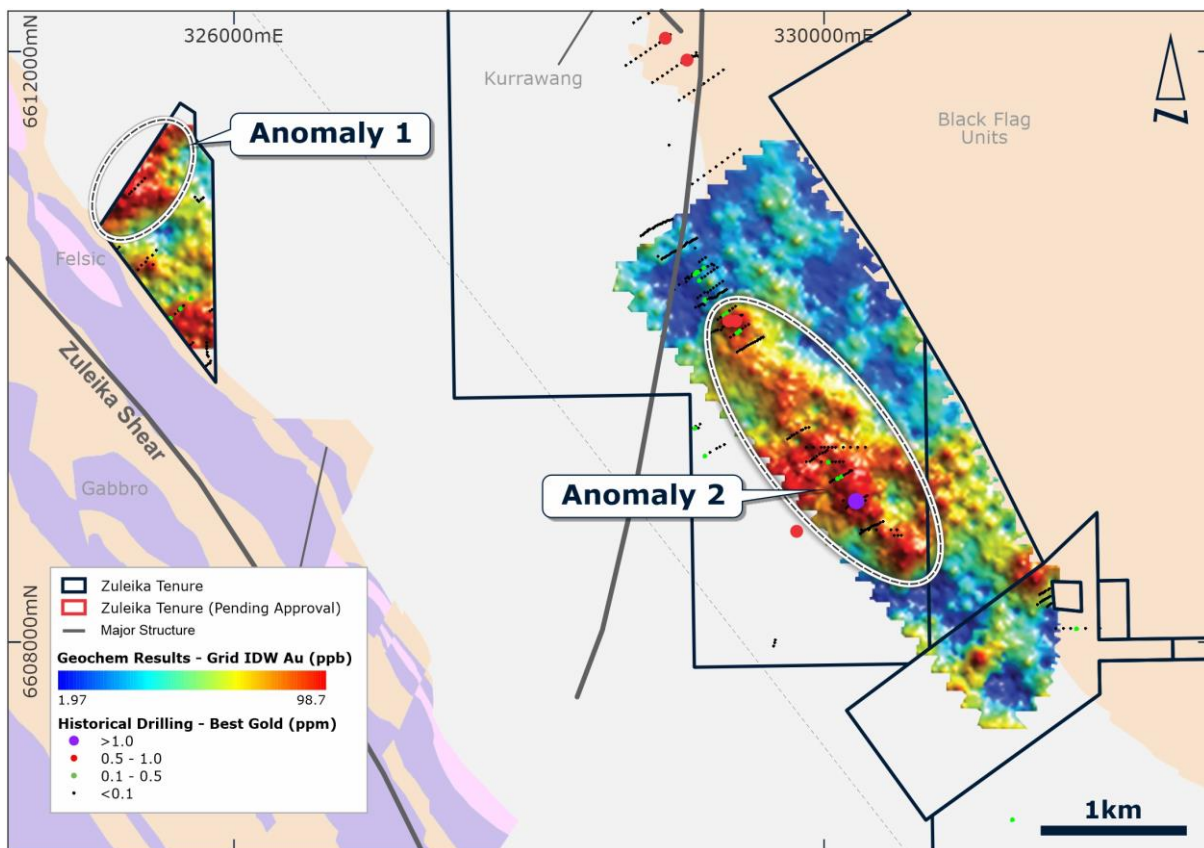 326000mE
330000mE
6612000mN
Kurrawang
N
Black Flag
Units
Anomaly 1
Felsic
Zuleika Shear
Gabbro
Anomaly 2
6608000mN
Zuleika Tenure
Zuleika Tenure (Pending Approval)
Major Structure
Geochem Results - Grid IDW Au (ppb)
1.97 98.7
Historical Drilling - Best Gold (ppm)
>1.0
0.5 - 1.0
0.1 - 0.5
<0.1
1km